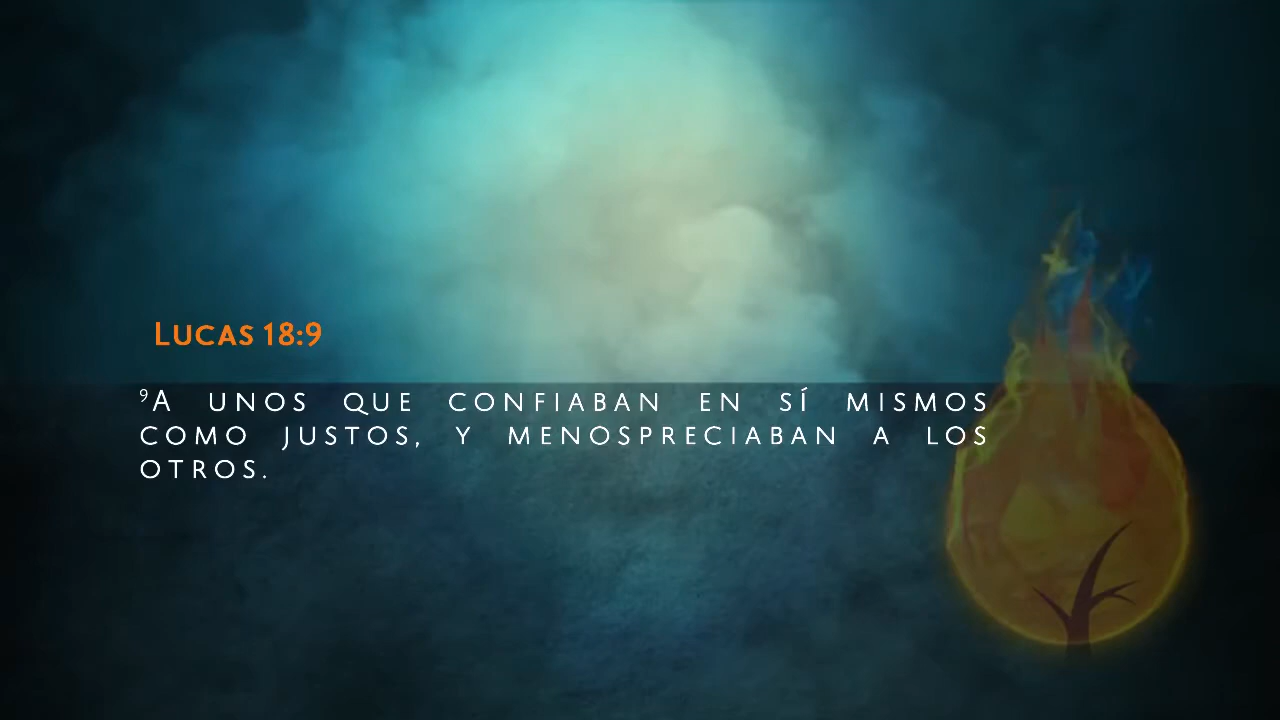 Lucas 18:9
⁹A UNOS QUE CONFIABAN EN SÍ MISMOS
COMO JUSTOS, Y MENOSPRECIABAN A LOS
OTROS.